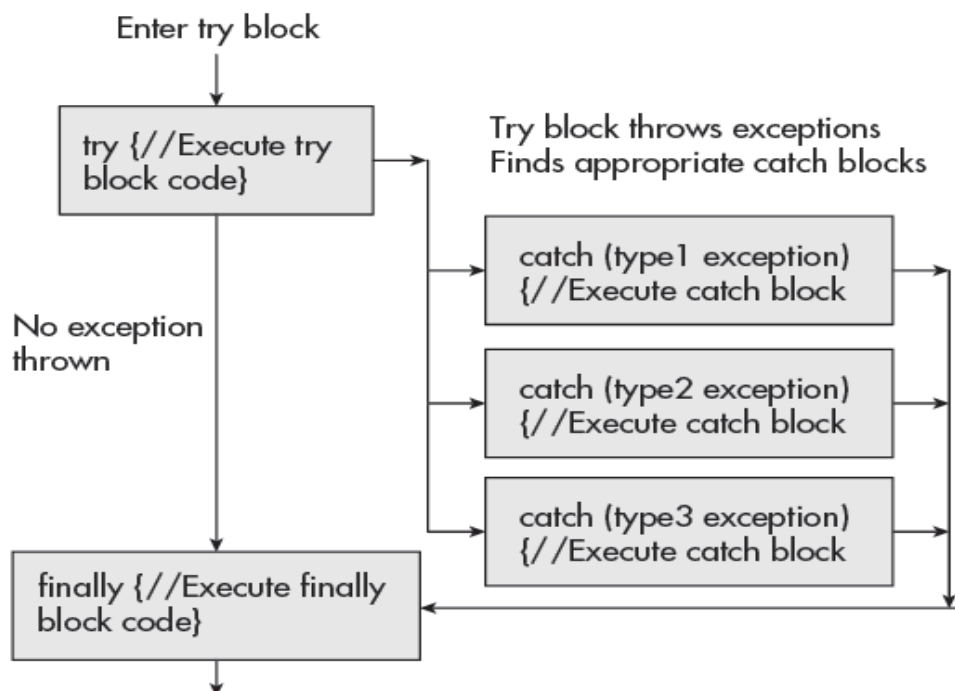 Enter try block
try {//Execute try
block code}
Try block throws exceptions
Finds appropriate catch blocks
catch (type1 exception)
{//Execute catch block
No exception
thrown
catch (type2 exception)
{//Execute catch block
catch (type3 exception)
{//Execute catch block
finally {//Execute finally
block code}